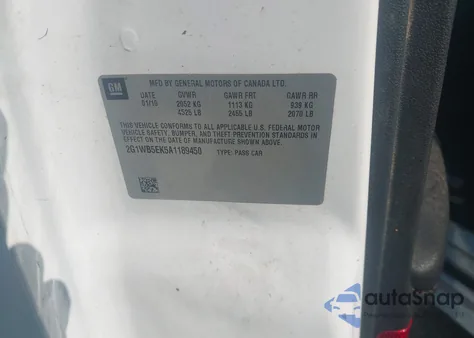 GM
MFD BY GENERAL MOTORS OF CANADA LTD.
DATE GVWR GAWR FRT GAWR RR
01/10 2052 KG 1113 KG 939 KG
4525 LB 2455 LB 2070 LB
THIS VEHICLE CONFORMS TO ALL APPLICABLE U.S. FEDERAL MOTOR
VEHICLE SAFETY, BUMPER, AND THEFT PREVENTION STANDARDS
IN EFFECT ON THE DATE OF MANUFACTURE SHOWN ABOVE.
2G1WB5EK5A1189450 TYPE: PASS CAR
autoSnap